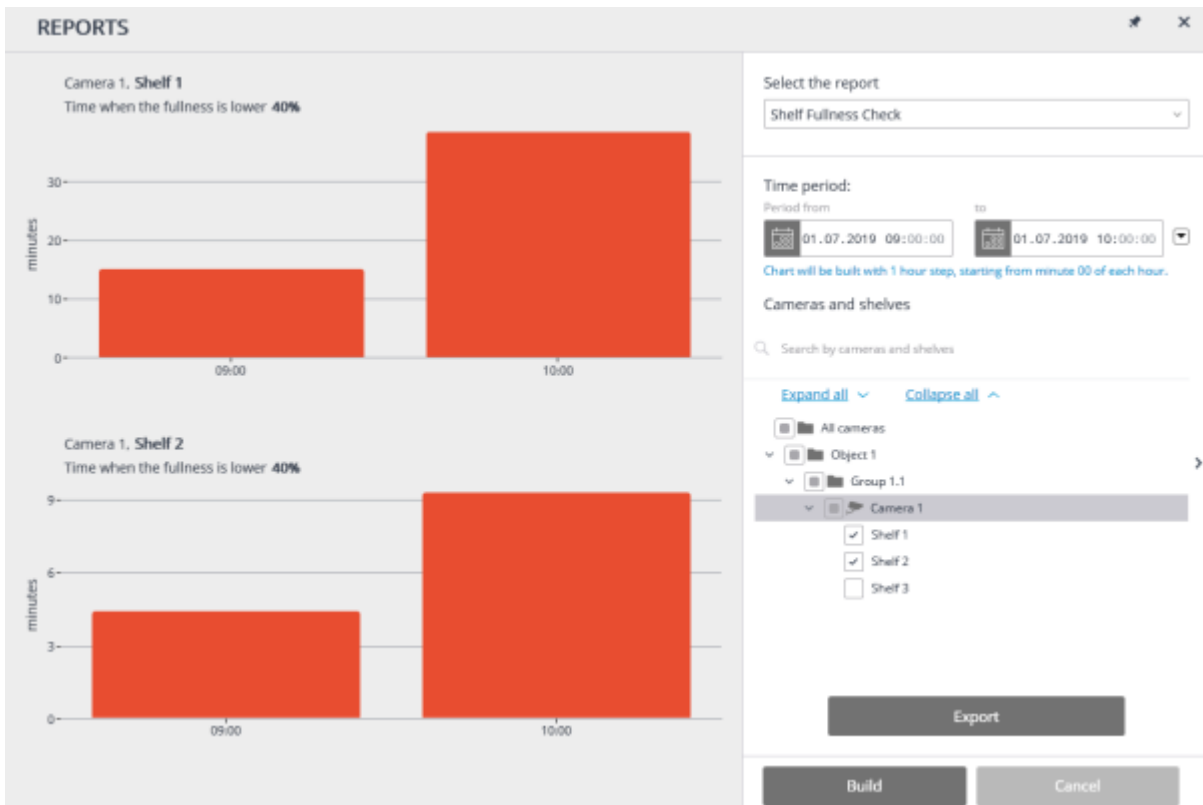 REPORTS
Camera 1, Shelf 1
Time when the fullness is lower 40%
minutes
30
20
10
0
09:00 10:00
Camera 1, Shelf 2
Time when the fullness is lower 40%
minutes
9
6
3
0
09:00 10:00
Select the report
Shelf Fullness Check
Time period:
Period from to
01.07.2019 09:00:00 01.07.2019 10:00:00
Chart will be built with 1 hour step, starting from minute 00 of each hour.
Cameras and shelves
Search by cameras and shelves
Expand all Collapse all
All cameras
Object 1
Group 1.1
Camera 1
Shelf 1
Shelf 2
Shelf 3
Export
Build Cancel